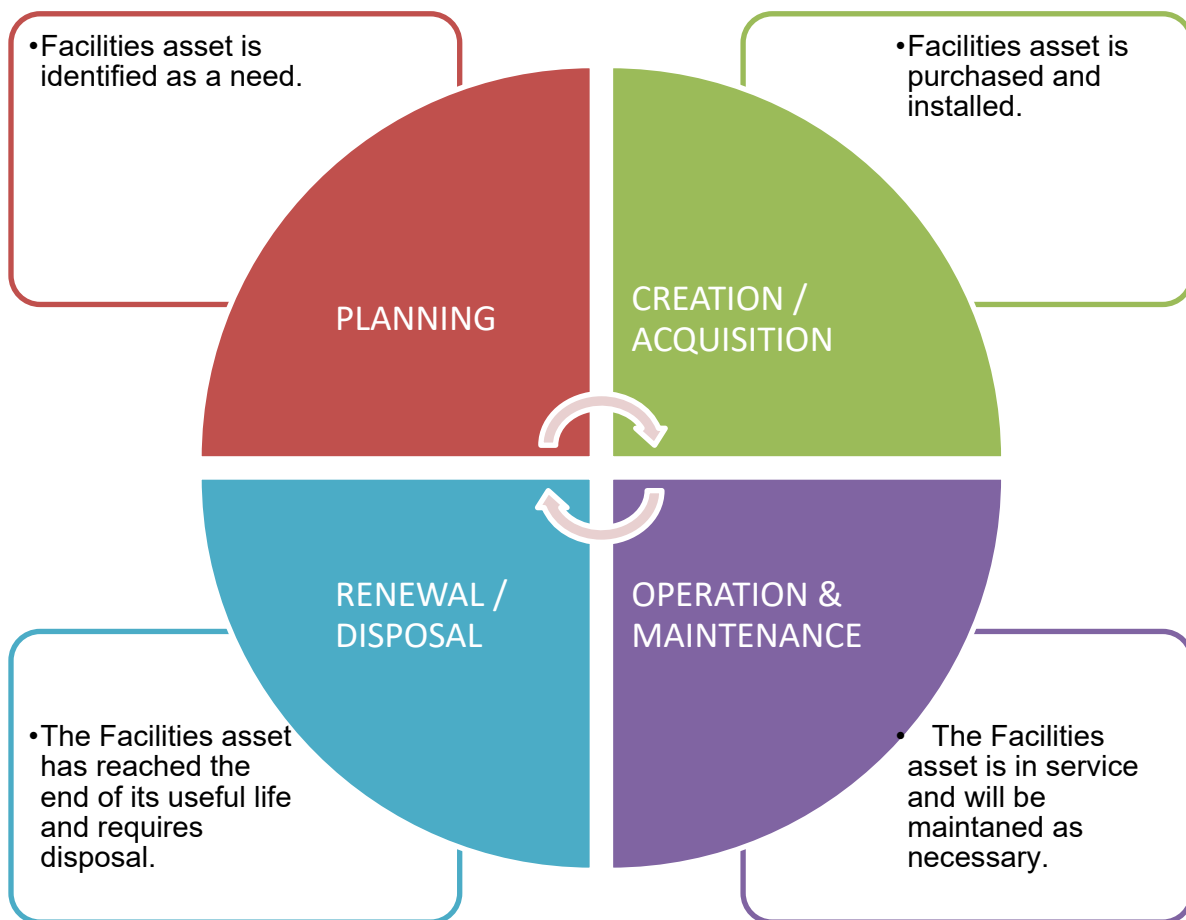 •Facilities asset is
identified as a need.
•Facilities asset is
purchased and
installed.
PLANNING
CREATION /
ACQUISITION
RENEWAL /
DISPOSAL
OPERATION &
MAINTENANCE
•The Facilities asset
has reached the
end of its useful life
and requires
disposal.
• The Facilities
asset is in service
and will be
maintaned as
necessary.